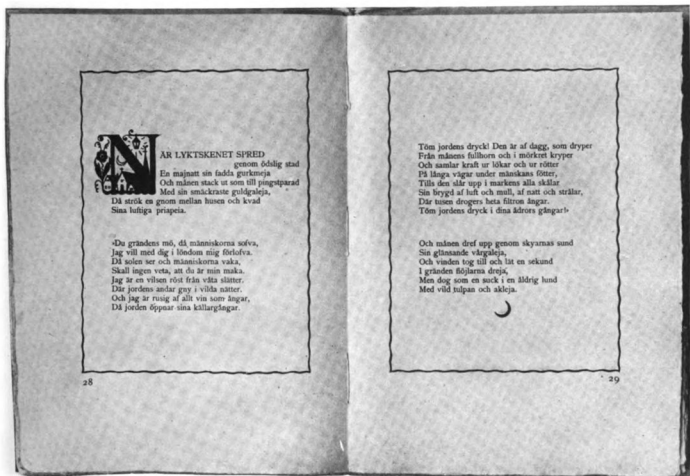 NÄR LYKTSKENET SPRED
genom ödslig stad
En majnatt sin fadda gurkmeja
Och månen stack ut som till pingstparad
Med sin smäckraste guldgaleja,
Då strök en gnom mellan husen och kvad
Sina luftiga priapeia.
»Du grändens mö, då människorna sofva,
Jag vill med dig i löndom mig förlofva.
Då solen ser och människorna vaka,
Skall ingen veta, att du är min maka.
Jag är en vilsen röst från våta slätter.
Där jordens andar gny i vilda nätter.
Och jag är rusig af allt vin som ångar,
Då jorden öppnar sina källargångar.
28
Töm jordens dryck! Den är af dagg, som dryper
Från månens fullhorn och i mörkret kryper
Och samlar kraft ur lökar och ur rötter
På långa vägar under mänskans fötter,
Tills den slår upp i markens alla skålar
Sin brygd af luft och mull, af natt och strålar,
Där tusen drogers heta filtron ångar.
Töm jordens dryck i dina ådrors gångar!»
Och månen dref upp genom skyarnas sund
Sin glänsande vårgaleja,
Och vinden tog till och lät en sekund
I gränden flöjlarna dreja,
Men dog som en suck i en åldrig lund
Med vild tulpan och akleja.
29